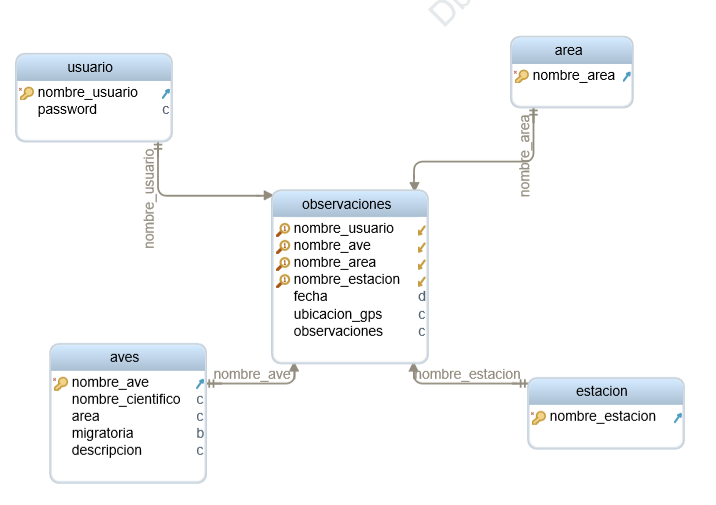 usuario
nombre_usuario
password c
área
nombre_area
nombre_usuario
nombre_area
observaciones
nombre_usuario
nombre_ave
nombre_area
nombre_estacion
fecha d
ubicacion_gps c
observaciones c
aves
nombre_ave
nombre_cientifico c
area c
migratoria b
descripcion c
nombre_ave
nombre_estacion
estacion
nombre_estacion